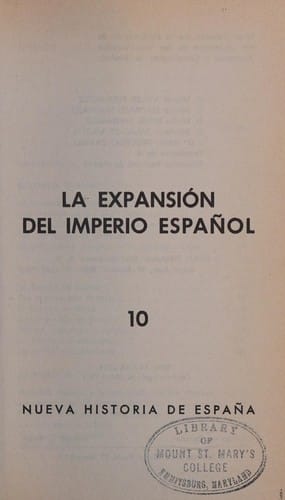 LA EXPANSIÓN
DEL IMPERIO ESPAÑOL
10
NUEVA HISTORIA DE ESPAÑA
LIBRARY
OF
MOUNT ST. MARY'S
COLLEGE
EMMITSBURG, MARYLAND